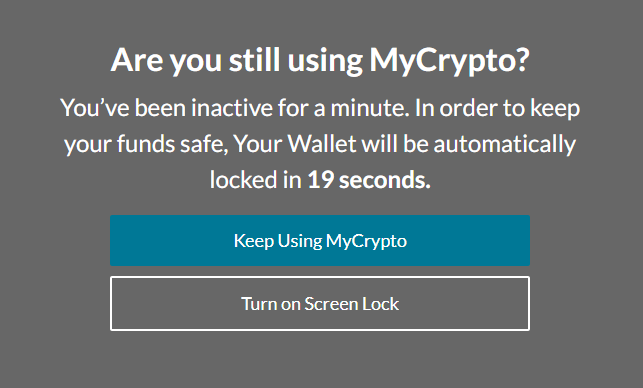 Are you still using MyCrypto?
You’ve been inactive for a minute. In order to keep
your funds safe, Your Wallet will be automatically
locked in 19 seconds.
Keep Using MyCrypto
Turn on Screen Lock